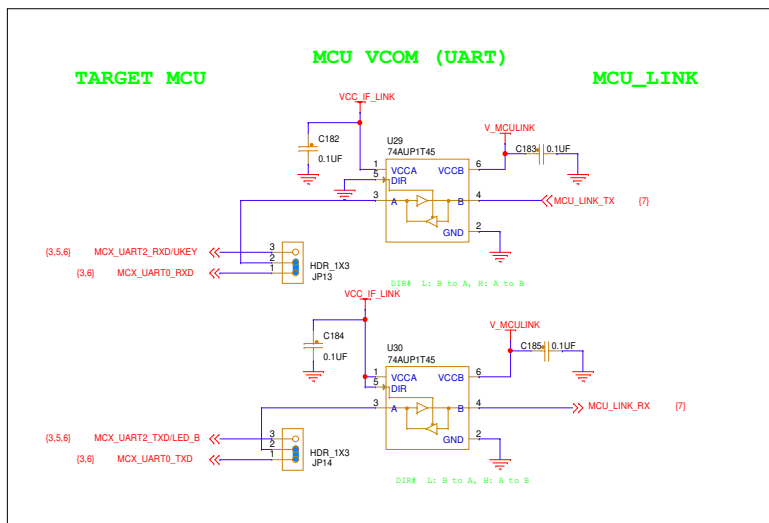 MCU VCOM (UART)
TARGET MCU
MCU_LINK
VCC_IF_LINK
C182
0.1UF
U29
74AUP1T45
V_MCULINK
C183
0.1UF
1
VCCA
VCCB
6
5
DIR
3
A
B
4
MCU_LINK_TX
{7}
GND
2
{3,5,6}
MCX_UART2_RXD/UKEY
3
2
{3,6}
MCX_UART0_RXD
1
HDR_1X3
JP13
DIR# L: B to A, H: A to B
VCC_IF_LINK
C184
0.1UF
U30
74AUP1T45
V_MCULINK
C185
0.1UF
1
VCCA
VCCB
6
5
DIR
3
A
B
4
MCU_LINK_RX
{7}
GND
2
{3,5,6}
MCX_UART2_TXD/LED_B
3
2
{3,6}
MCX_UART0_TXD
1
HDR_1X3
JP14
DIR# L: B to A, H: A to B